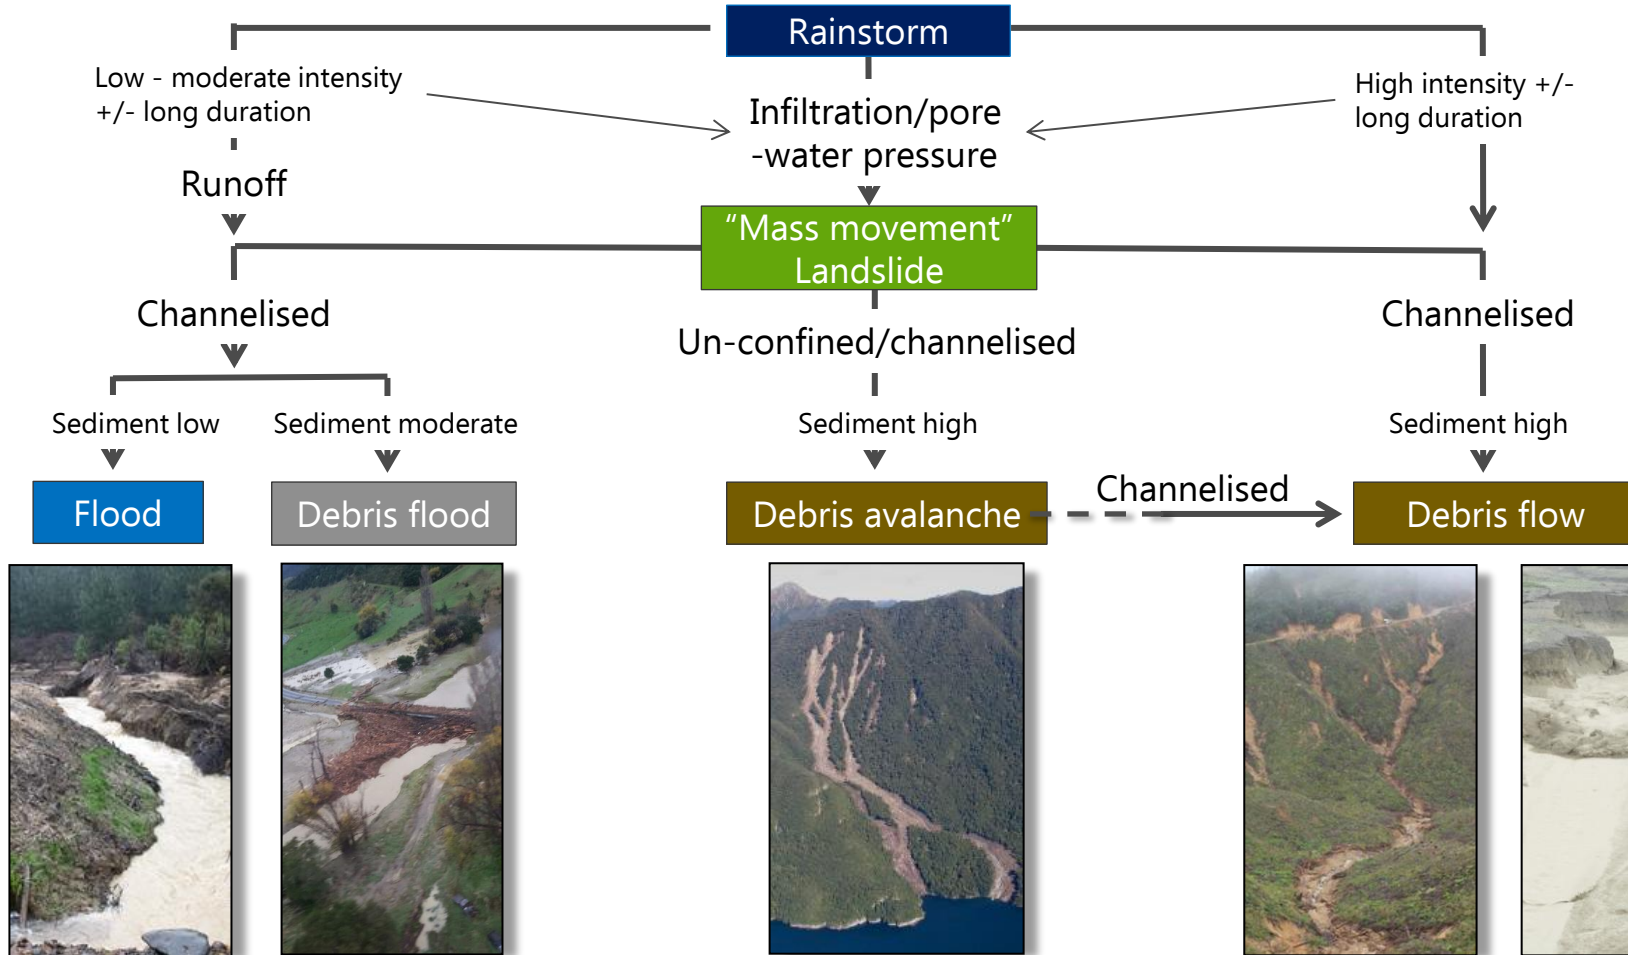 Rainstorm
Low - moderate intensity
+/- long duration
High intensity +/-
long duration
Infiltration/pore
-water pressure
Runoff
“Mass movement”
Landslide
Channelised
Un-confined/channelised
Channelised
Sediment low
Sediment moderate
Sediment high
Sediment high
Flood
Debris flood
Debris avalanche
Channelised
Debris flow